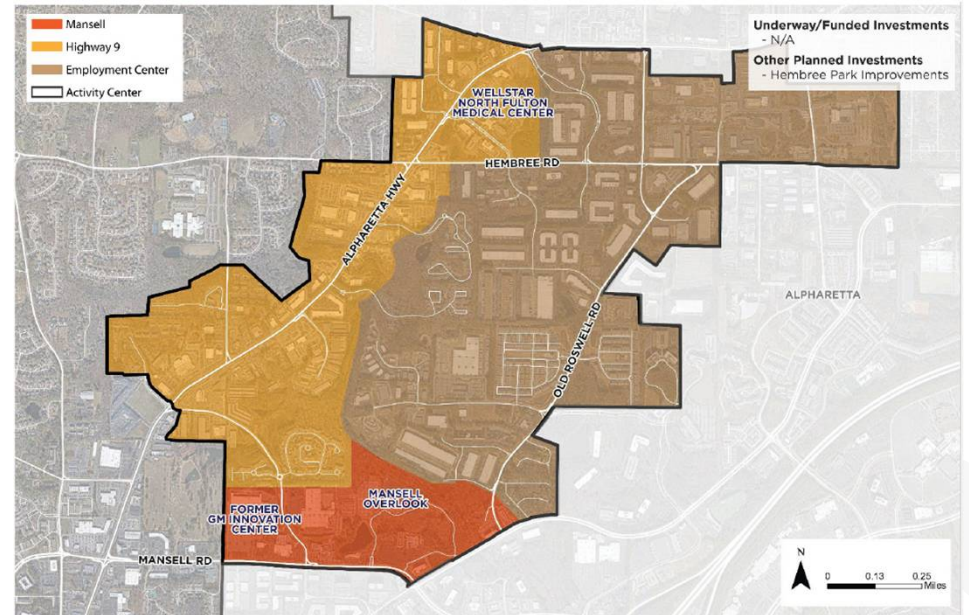 Mansell
Highway 9
Employment Center
Activity Center
Underway/Funded Investments
- N/A
Other Planned Investments
- Hembree Park Improvements
WELLSTAR
NORTH FULTON
MEDICAL CENTER
HEMBREE RD
ALPHARETTA HWY
ALPHARETTA
OLD ROSWELL RD
MANSELL
OVERLOOK
FORMER
GM INNOVATION
CENTER
MANSELL RD
N
0 0.13 0.25
Miles